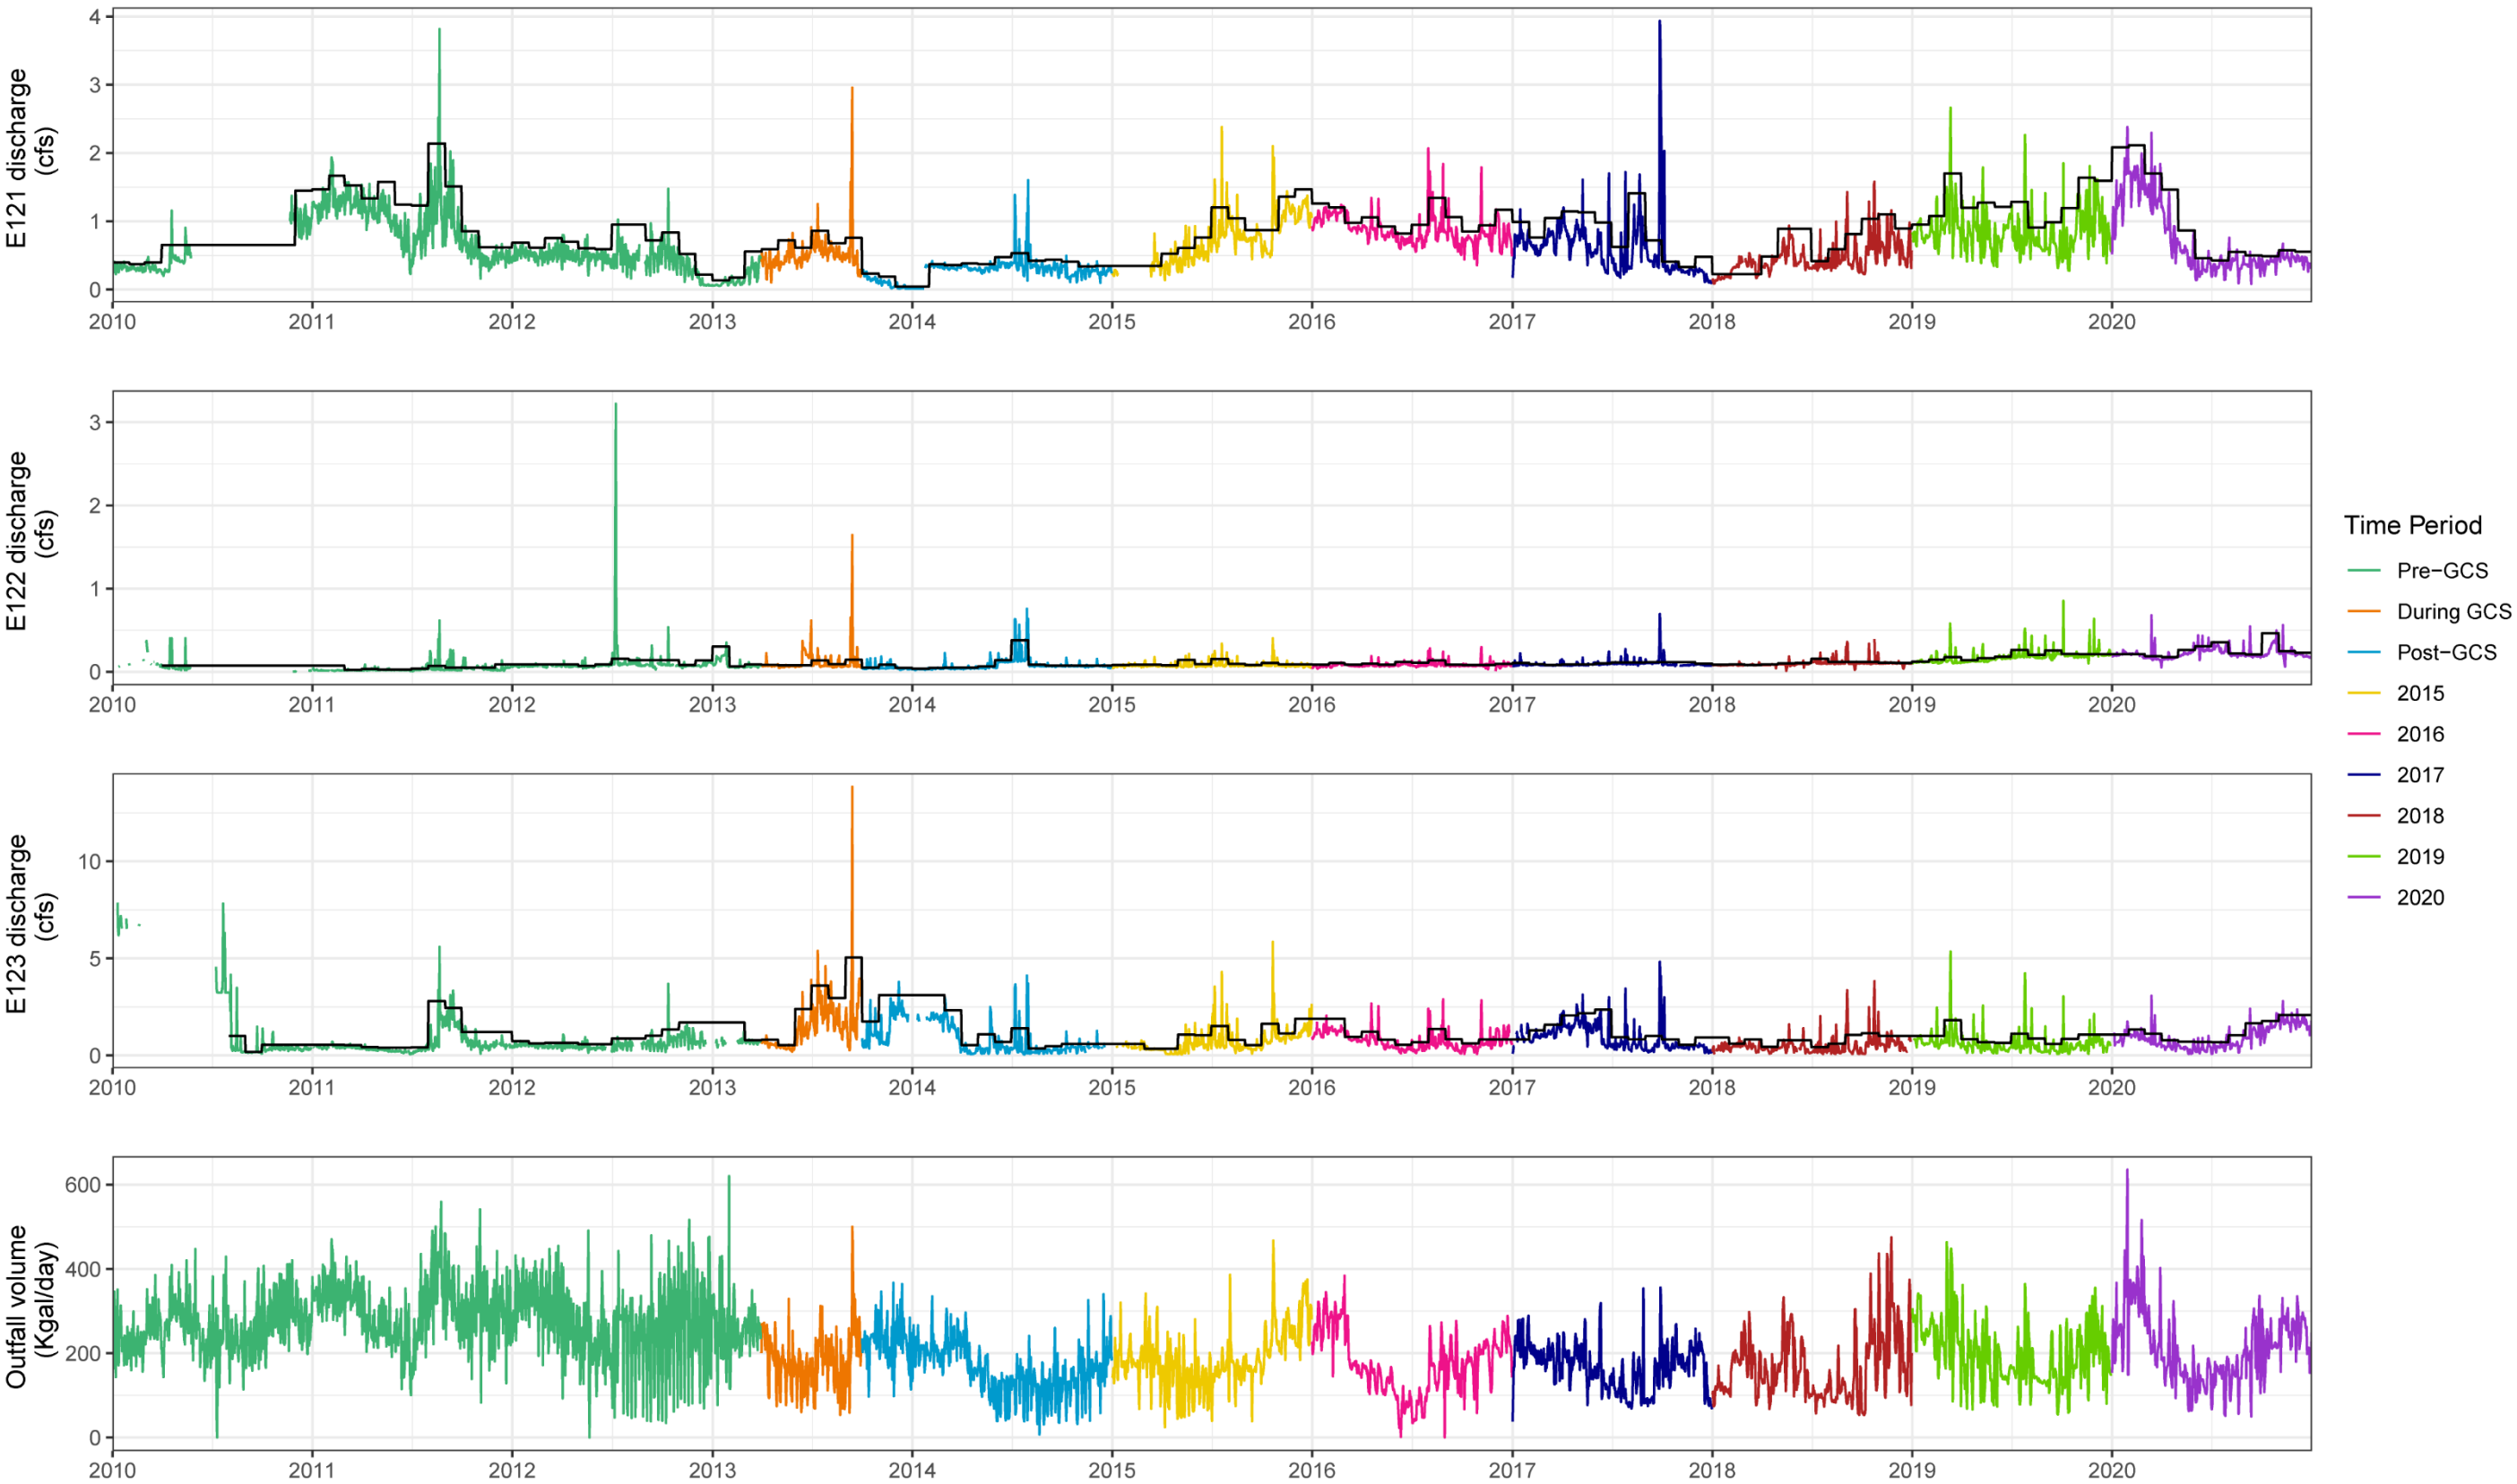 E121 discharge
(cfs)
4
3
2
1
0
2010 2011 2012 2013 2014 2015 2016 2017 2018 2019 2020
E122 discharge
(cfs)
3
2
1
0
2010 2011 2012 2013 2014 2015 2016 2017 2018 2019 2020
E123 discharge
(cfs)
10
5
0
2010 2011 2012 2013 2014 2015 2016 2017 2018 2019 2020
Outfall volume
(Kgal/day)
600
400
200
0
2010 2011 2012 2013 2014 2015 2016 2017 2018 2019 2020
Time Period
Pre−GCS
During GCS
Post−GCS
2015
2016
2017
2018
2019
2020